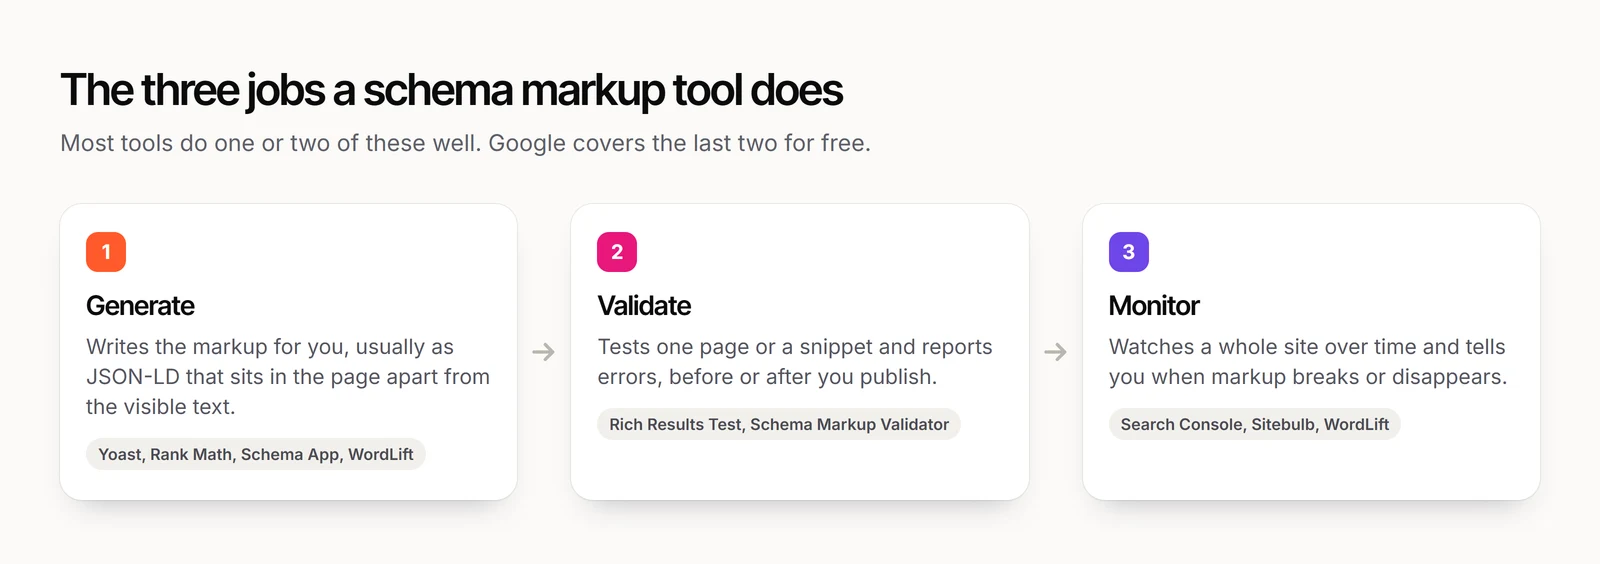 The three jobs a schema markup tool does
Most tools do one or two of these well. Google covers the last two for free.
1
Generate
Writes the markup for you, usually as
JSON-LD that sits in the page apart from
the visible text.
Yoast, Rank Math, Schema App, WordLift
2
Validate
Tests one page or a snippet and reports
errors, before or after you publish.
Rich Results Test, Schema Markup Validator
3
Monitor
Watches a whole site over time and tells
you when markup breaks or disappears.
Search Console, Sitebulb, WordLift